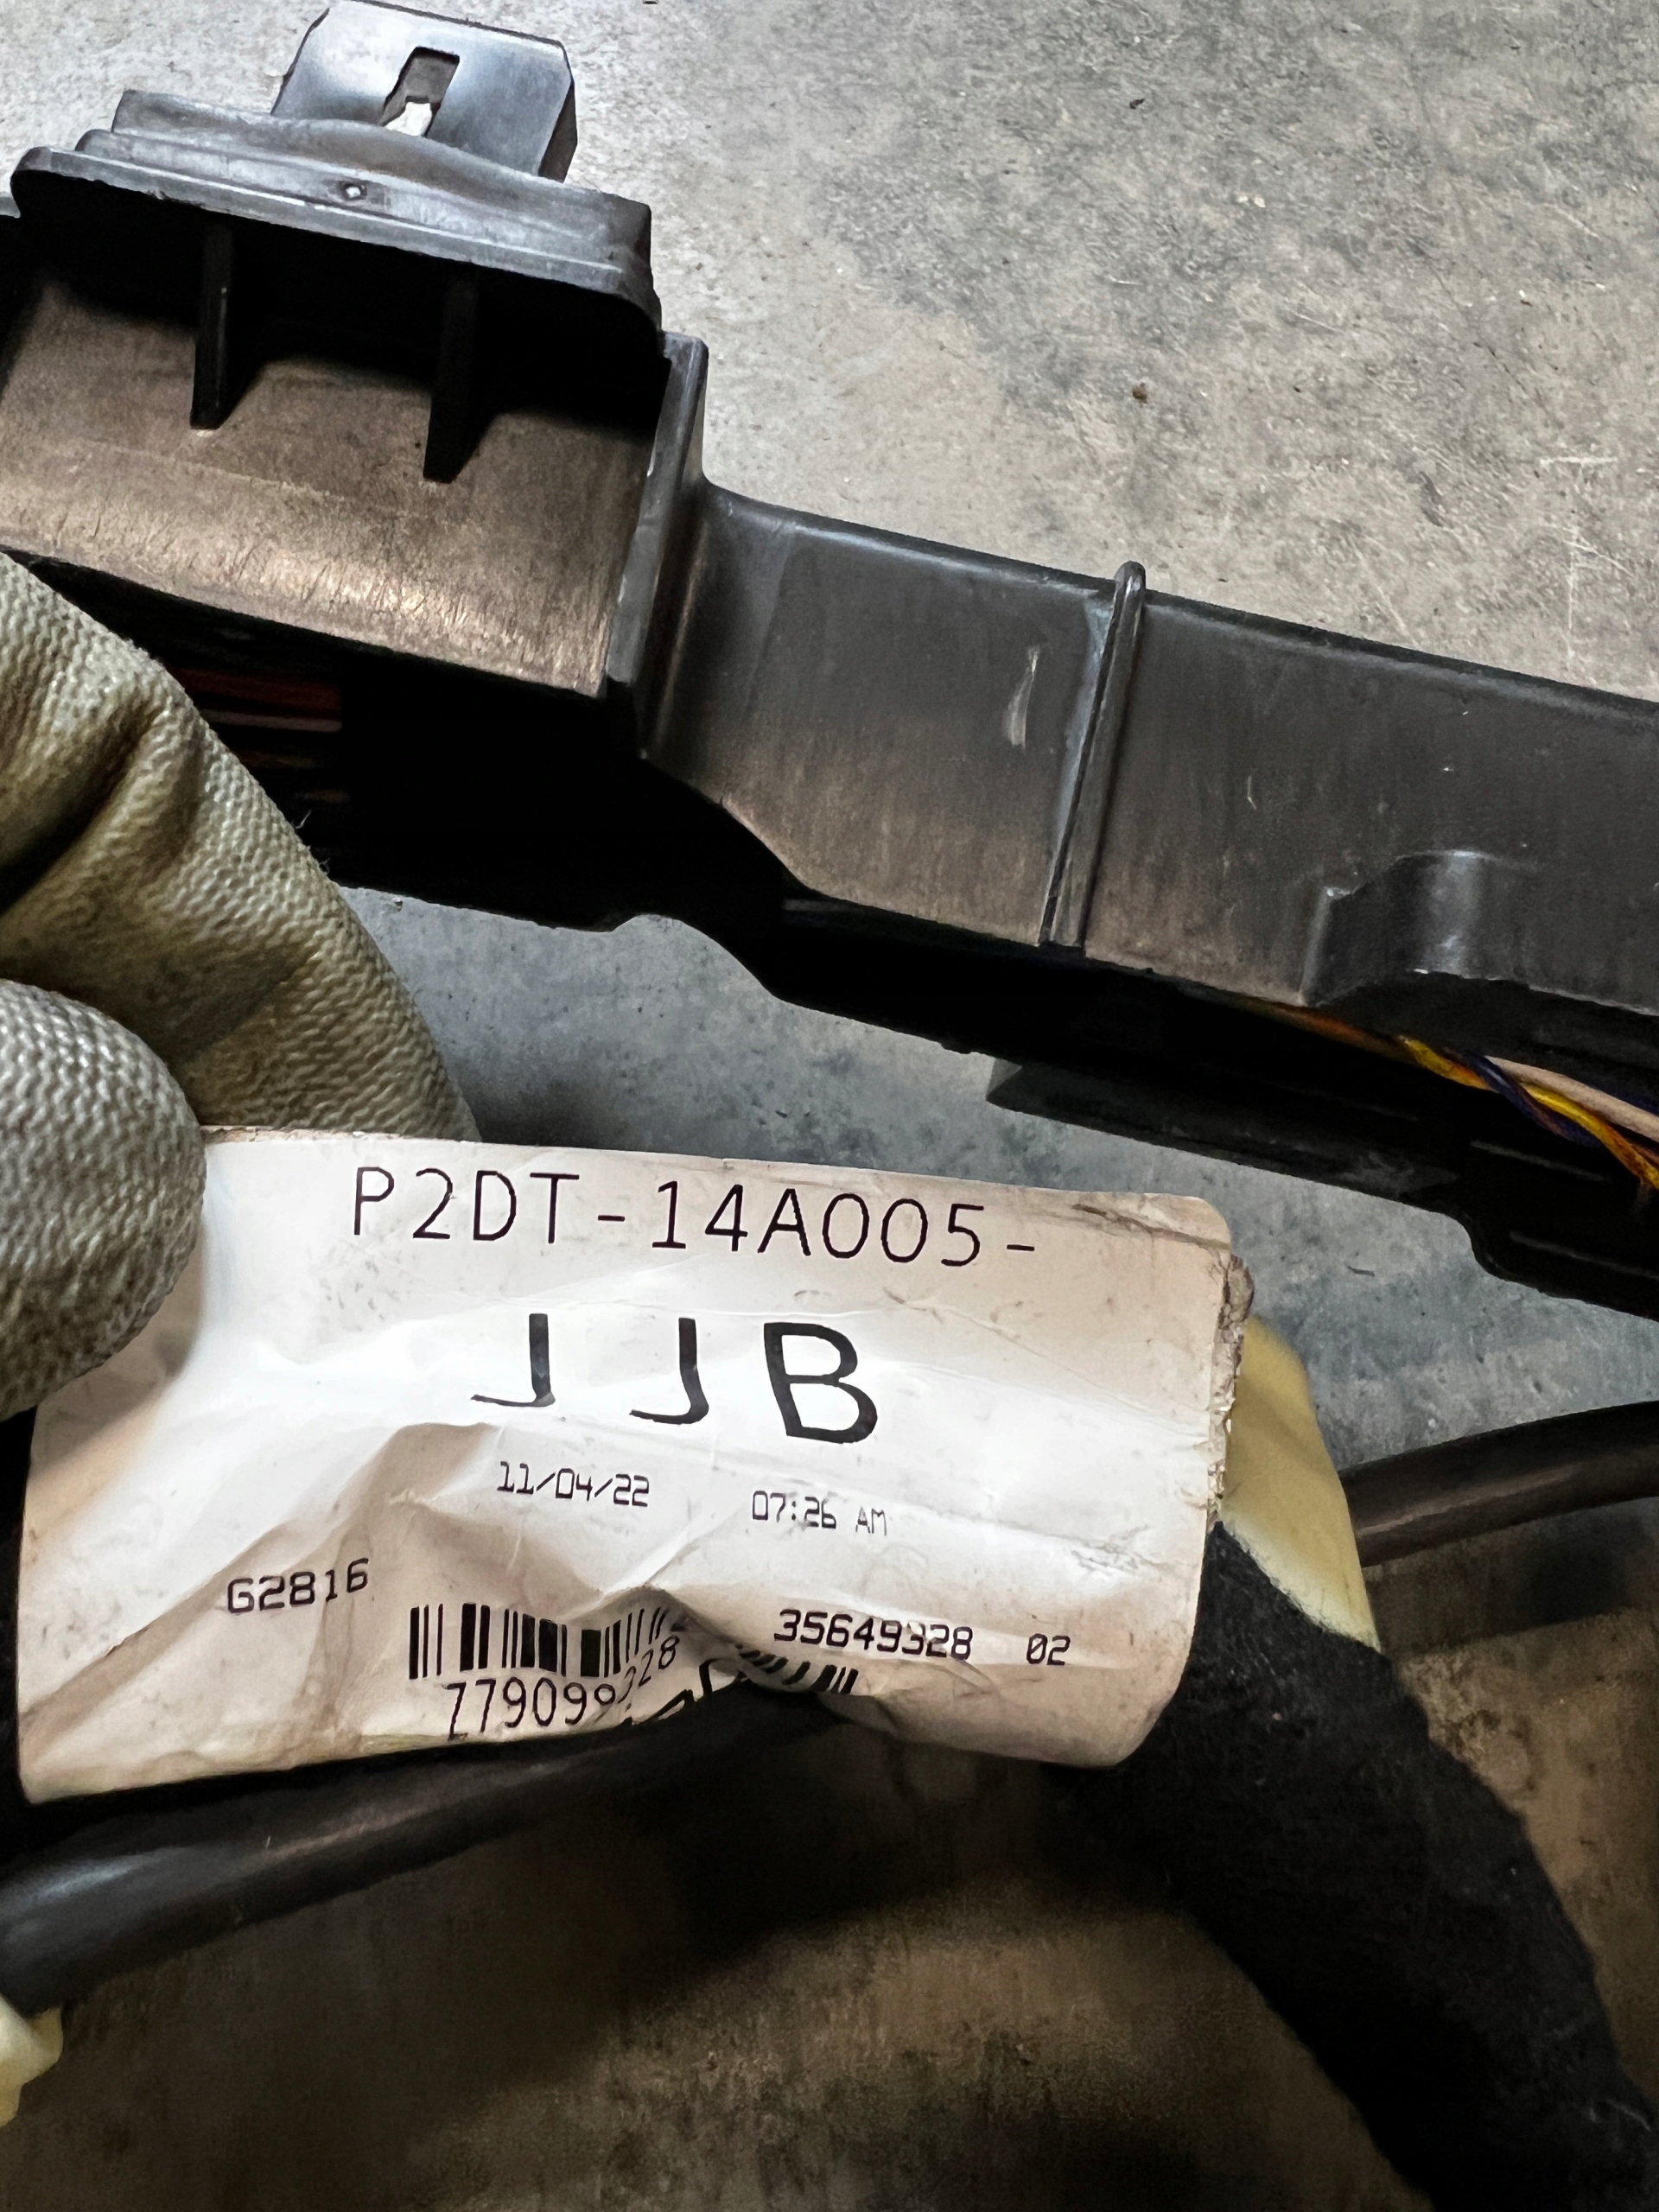 P2DT-14A005-
JJB
11/04/22 07:26 AM
G2816
35649328 02